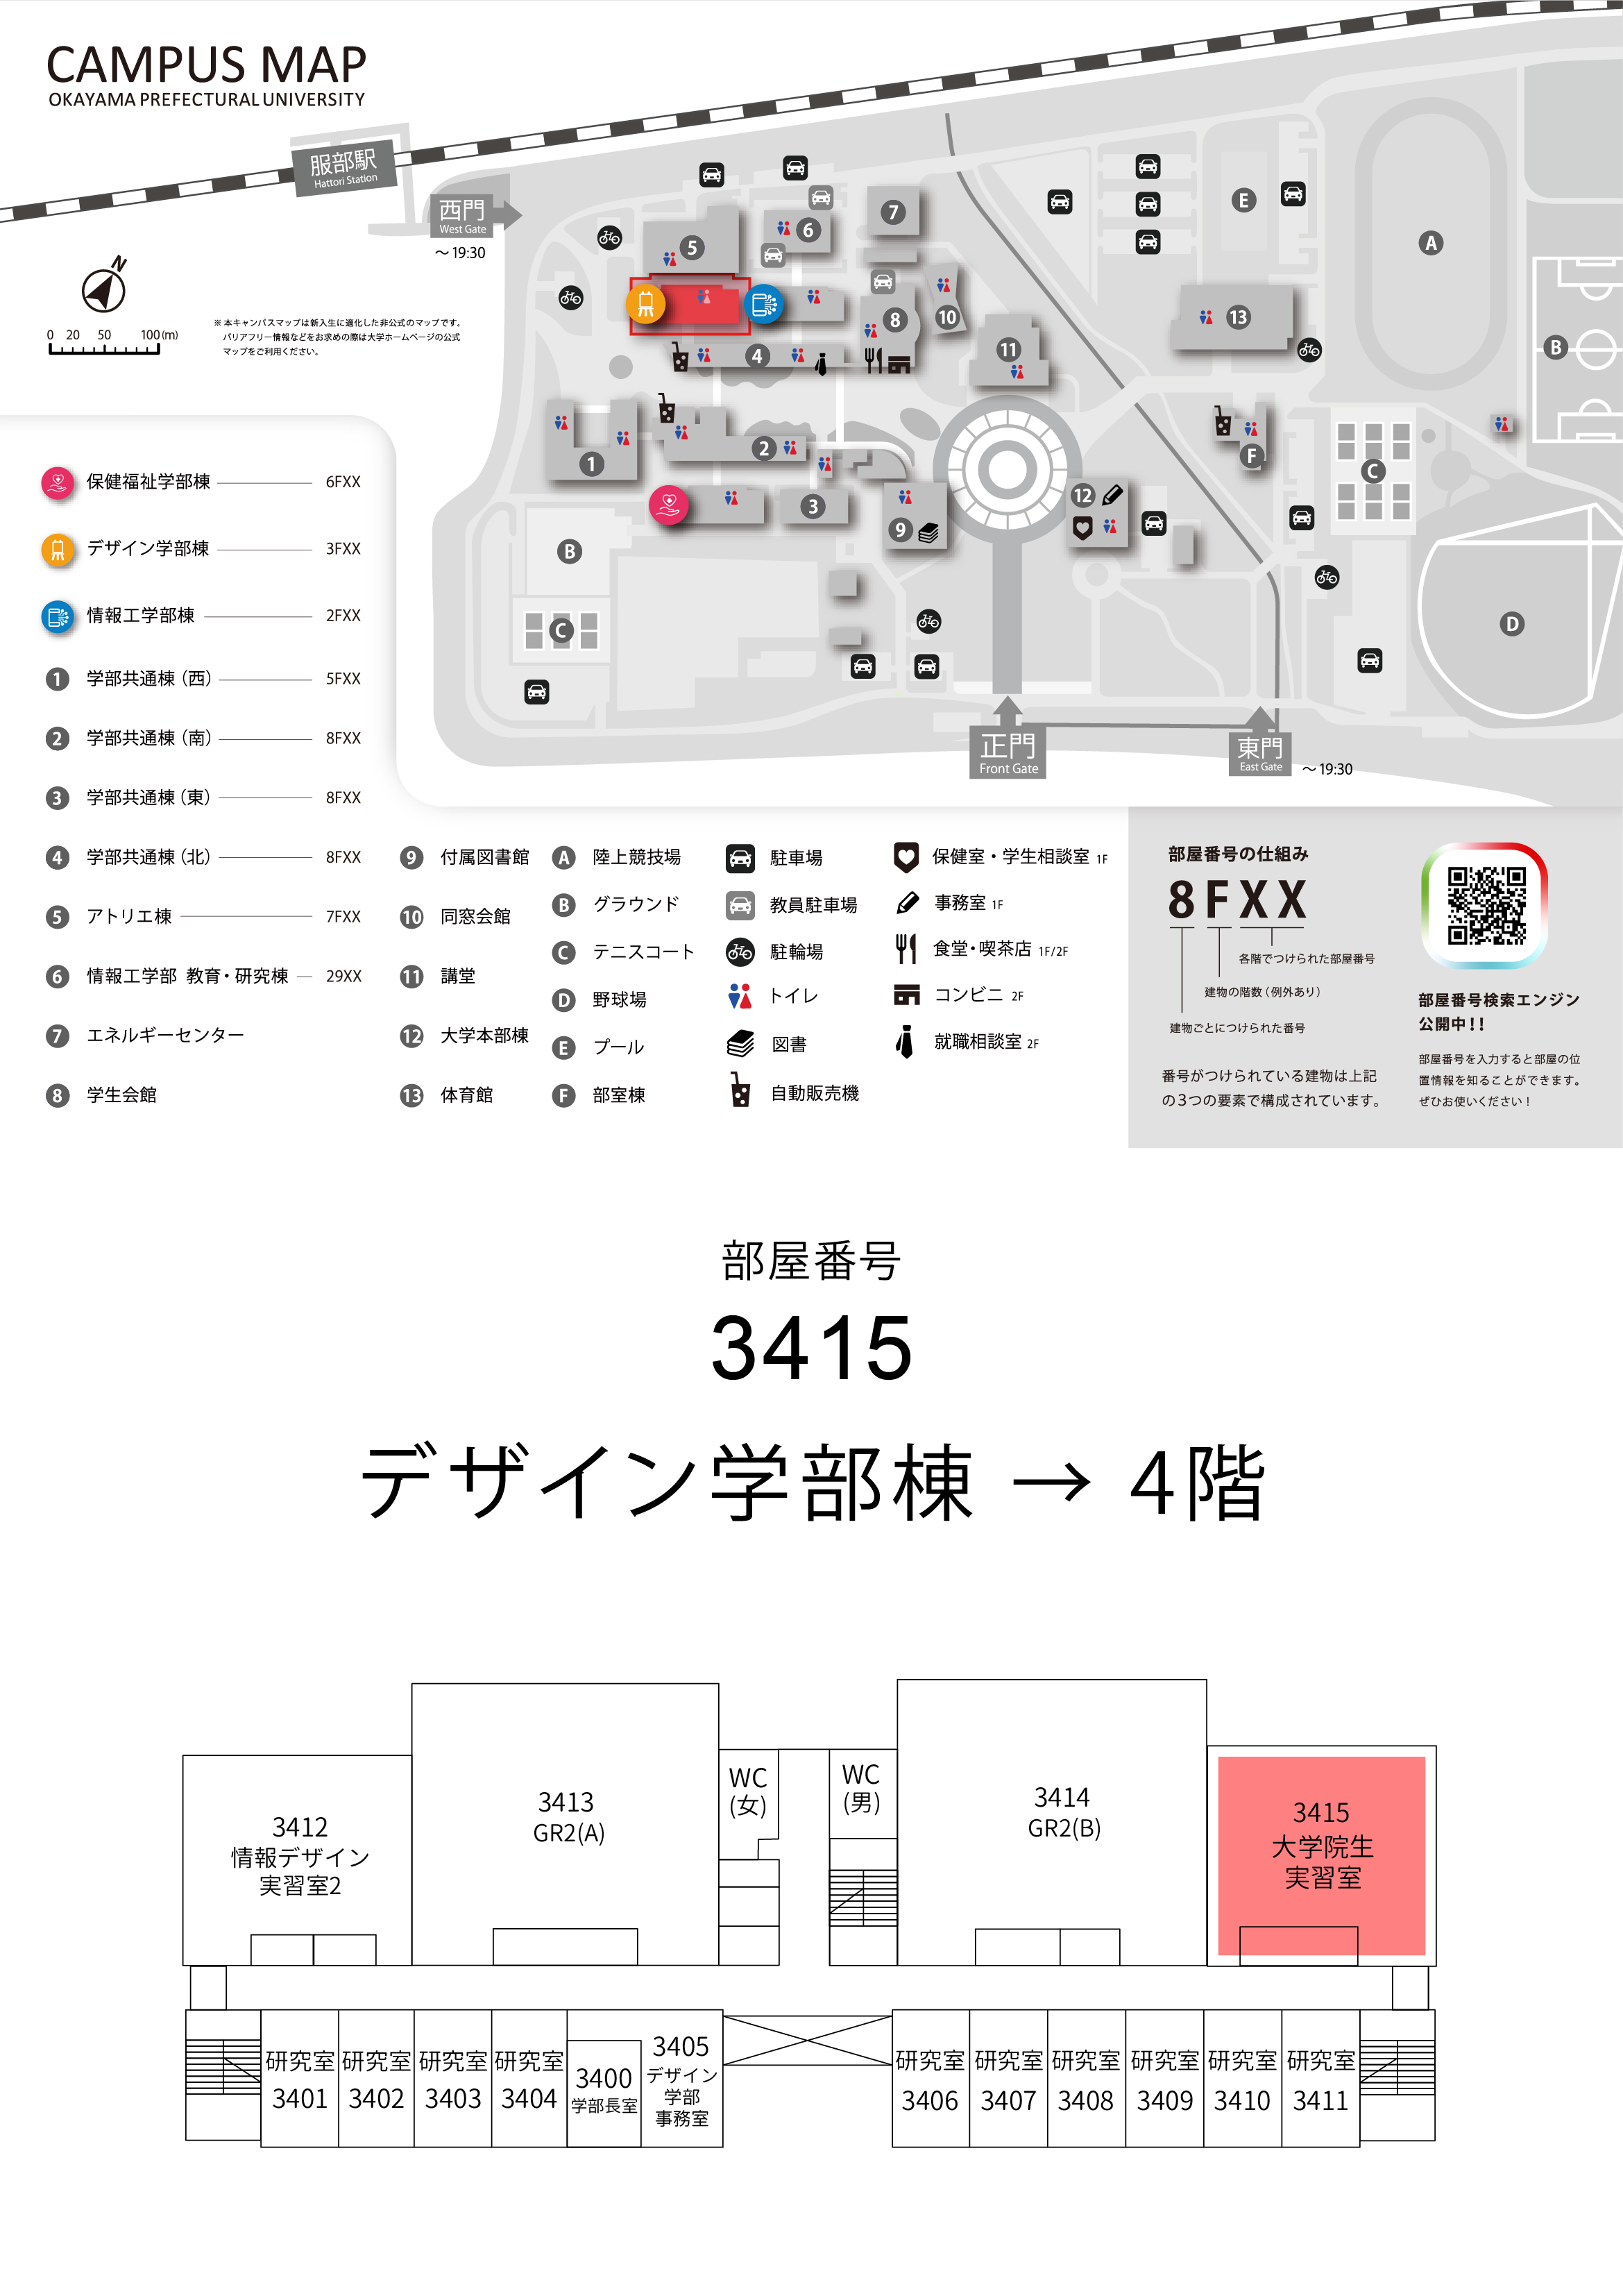 CAMPUS MAP
OKAYAMA PREFECTURAL UNIVERSITY
服部駅
Hattori Station
西門
West Gate
～19:30
N
0 20 50 100(m)
※本キャンパスマップは新入生に適化した非公式のマップです。
バリアフリー情報などをお求めの際は大学ホームページの公式
マップをご利用ください。
5
6
7
4
8
10
11
13
1
2
3
9
12
A
B
C
D
E
F
B
C
正門
Front Gate
東門
East Gate
～19:30
保健福祉学部棟 6FXX
デザイン学部棟 3FXX
情報工学部棟 2FXX
1 学部共通棟(西) 5FXX
2 学部共通棟(南) 8FXX
3 学部共通棟(東) 8FXX
4 学部共通棟(北) 8FXX
5 アトリエ棟 7FXX
6 情報工学部 教育・研究棟 29XX
7 エネルギーセンター
8 学生会館
9 付属図書館
10 同窓会館
11 講堂
12 大学本部棟
13 体育館
A 陸上競技場
B グラウンド
C テニスコート
D 野球場
E プール
F 部室棟
駐車場
教員駐車場
駐輪場
トイレ
図書
自動販売機
保健室・学生相談室 1F
事務室 1F
食堂・喫茶店 1F/2F
コンビニ 2F
就職相談室 2F
部屋番号の仕組み
8FXX
各階でつけられた部屋番号
建物の階数(例外あり)
建物ごとにつけられた番号
番号がつけられている建物は上記
の3つの要素で構成されています。
部屋番号検索エンジン
公開中!!
部屋番号を入力すると部屋の位
置情報を知ることができます。
ぜひお使いください!
部屋番号
3415
デザイン学部棟 → 4階
3412
情報デザイン
実習室2
3413
GR2(A)
WC
(女)
WC
(男)
3414
GR2(B)
3415
大学院生
実習室
研究室
3401
研究室
3402
研究室
3403
研究室
3404
3400
学部長室
3405
デザイン
学部
事務室
研究室
3406
研究室
3407
研究室
3408
研究室
3409
研究室
3410
研究室
3411